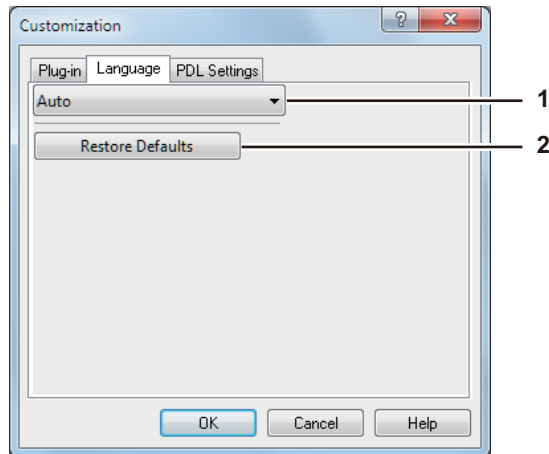 Customization
Plug-in Language PDL Settings
Auto
1
Restore Defaults
2
OK Cancel Help